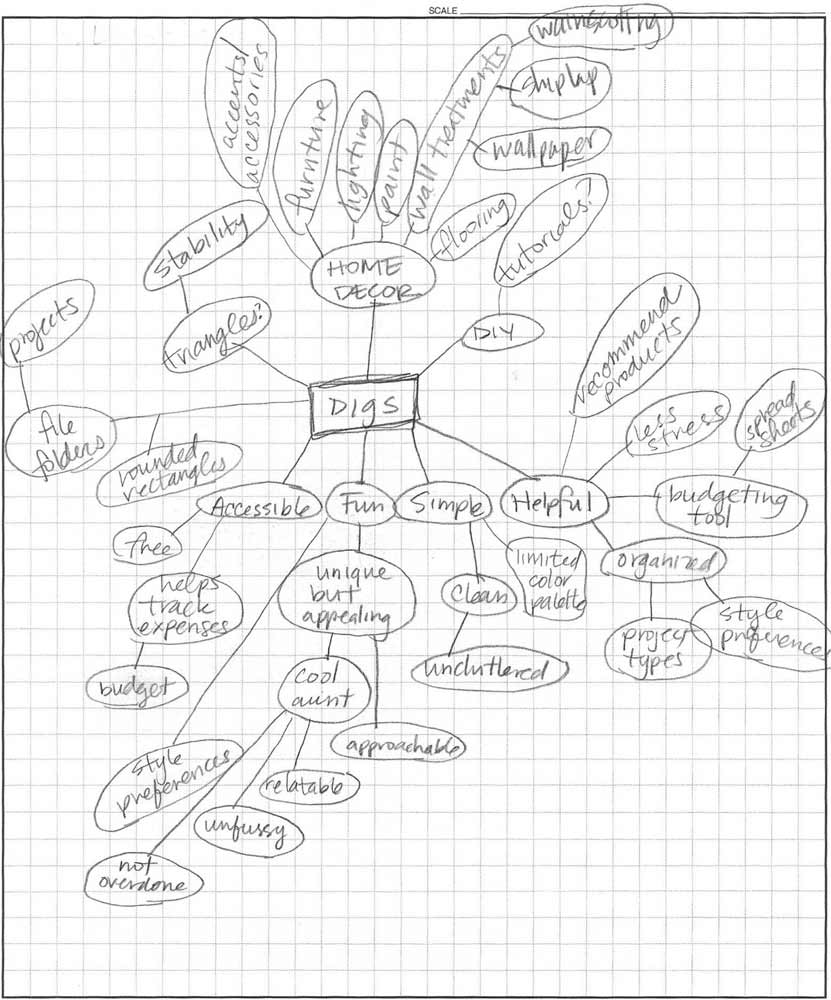 SCALE
wainscoting
shiplap
wallpaper
wall treatments
accents/
accessories
furniture
lighting
paint
flooring
tutorials?
HOME
DECOR
DIY
Stability
triangles?
projects
file
folders
rounded
rectangles
DIGS
recommend
products
less
stress
spread
sheets
budgeting
tool
Accessible
Fun
Simple
Helpful
free
helps
track
expenses
budget
unique
but
appealing
clean
limited
color
palette
organized
uncluttered
project
types
style
preferences
cool
aunt
approachable
style
preferences
relatable
unfussy
not
overdone